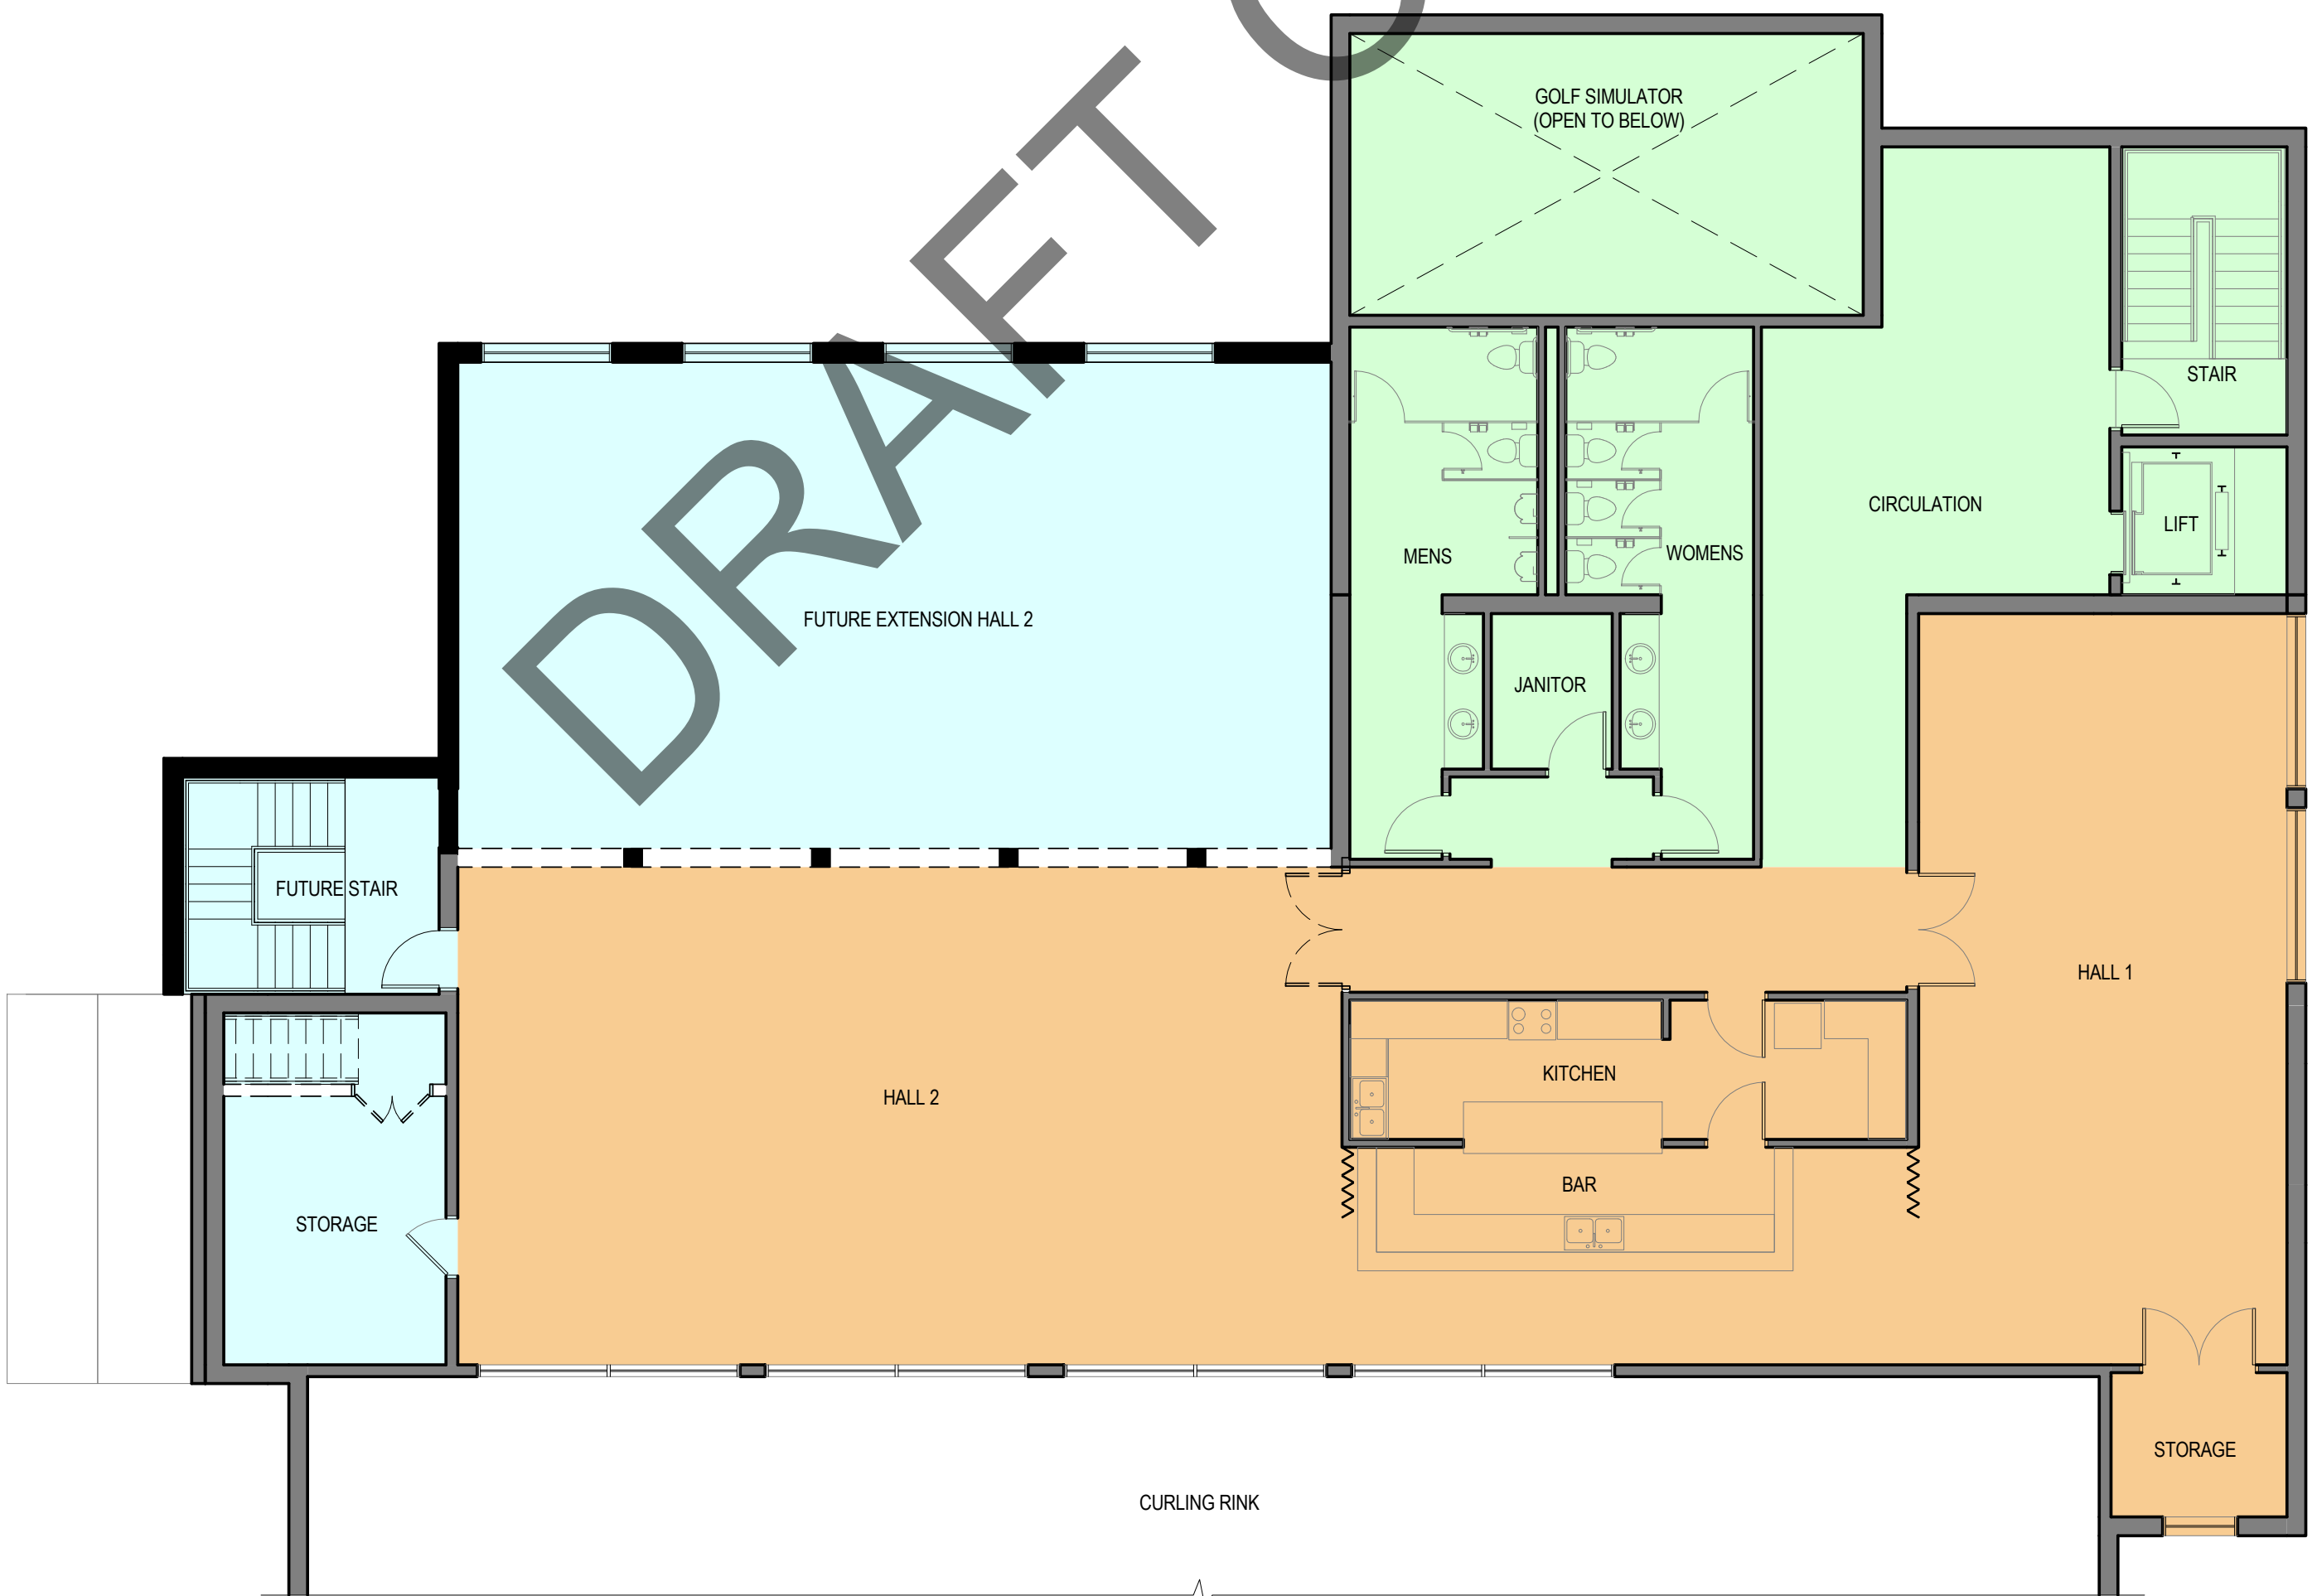 DRAFT
GOLF SIMULATOR
(OPEN TO BELOW)
STAIR
CIRCULATION
LIFT
MENS
WOMENS
FUTURE EXTENSION HALL 2
JANITOR
FUTURE STAIR
HALL 1
KITCHEN
HALL 2
BAR
STORAGE
STORAGE
CURLING RINK